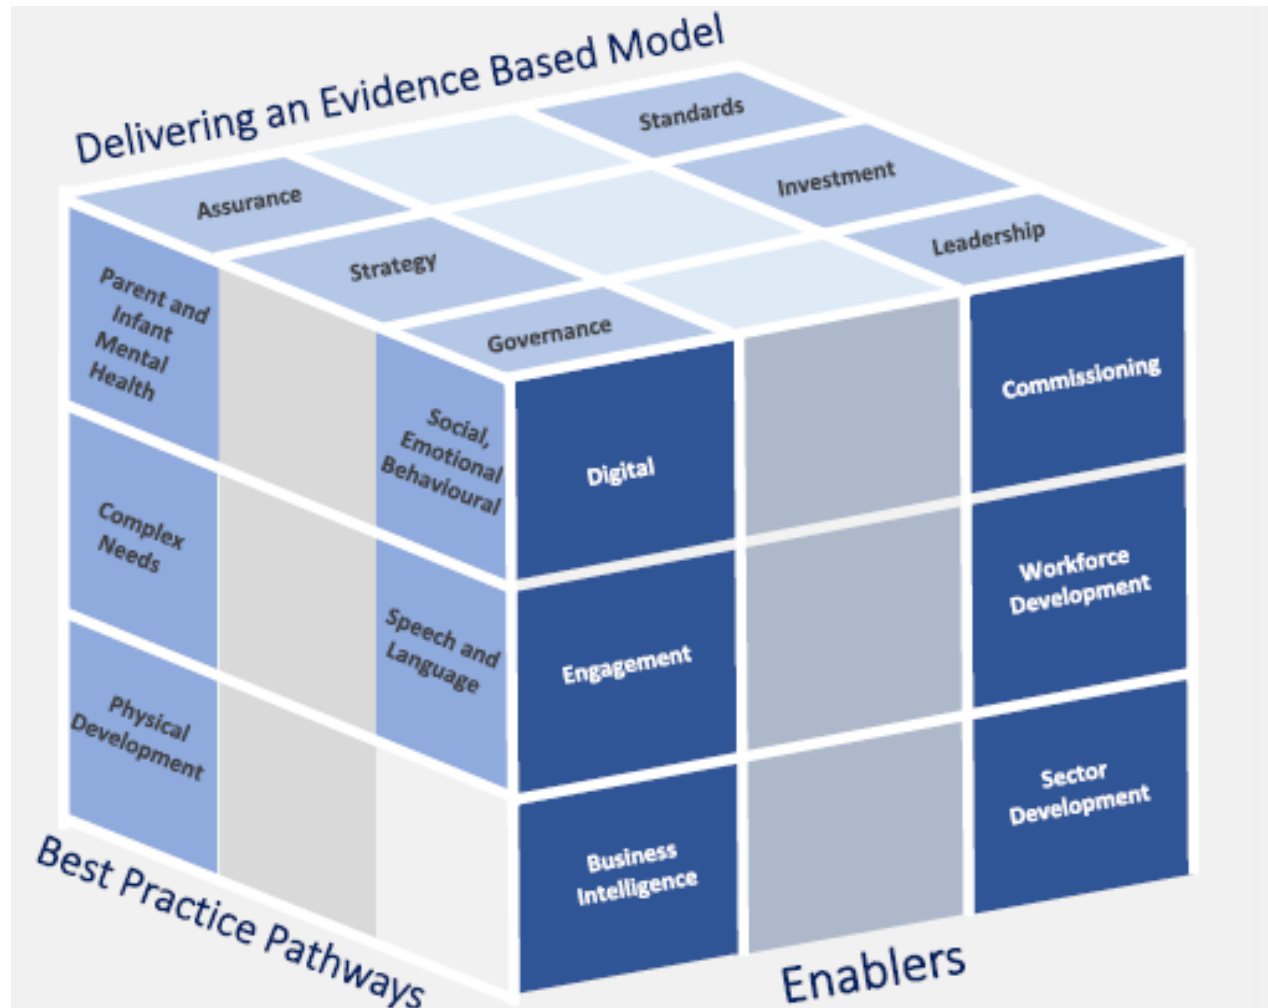 Delivering an Evidence Based Model
Standards
Assurance
Investment
Strategy
Leadership
Governance
Parent and
Infant
Mental
Health
Social,
Emotional
Behavioural
Complex
Needs
Speech and
Language
Physical
Development
Best Practice Pathways
Digital
Commissioning
Engagement
Workforce
Development
Business
Intelligence
Sector
Development
Enablers